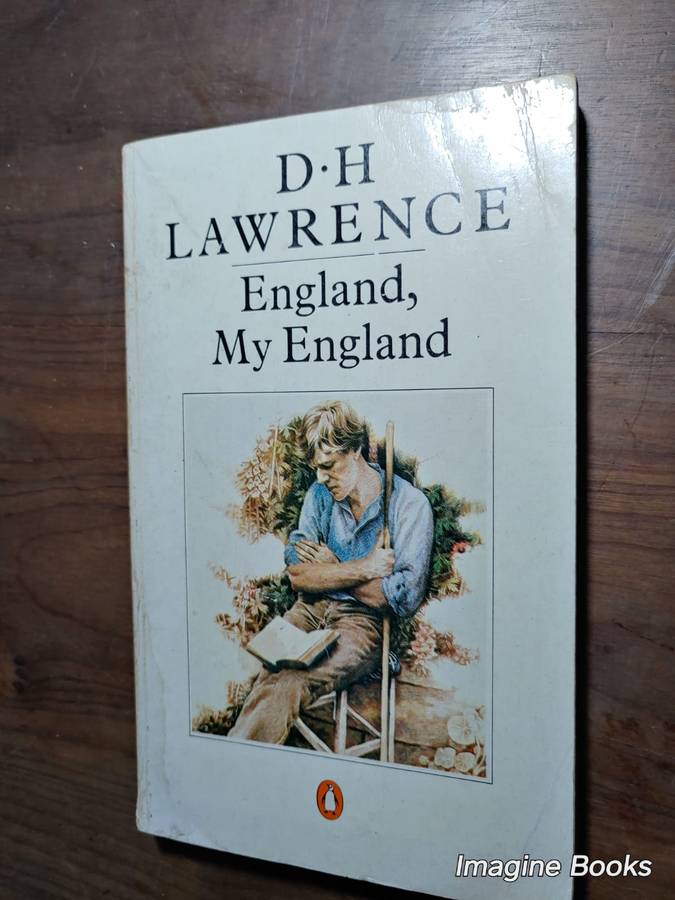 D·H
LAWRENCE
England,
My England
Imagine Books